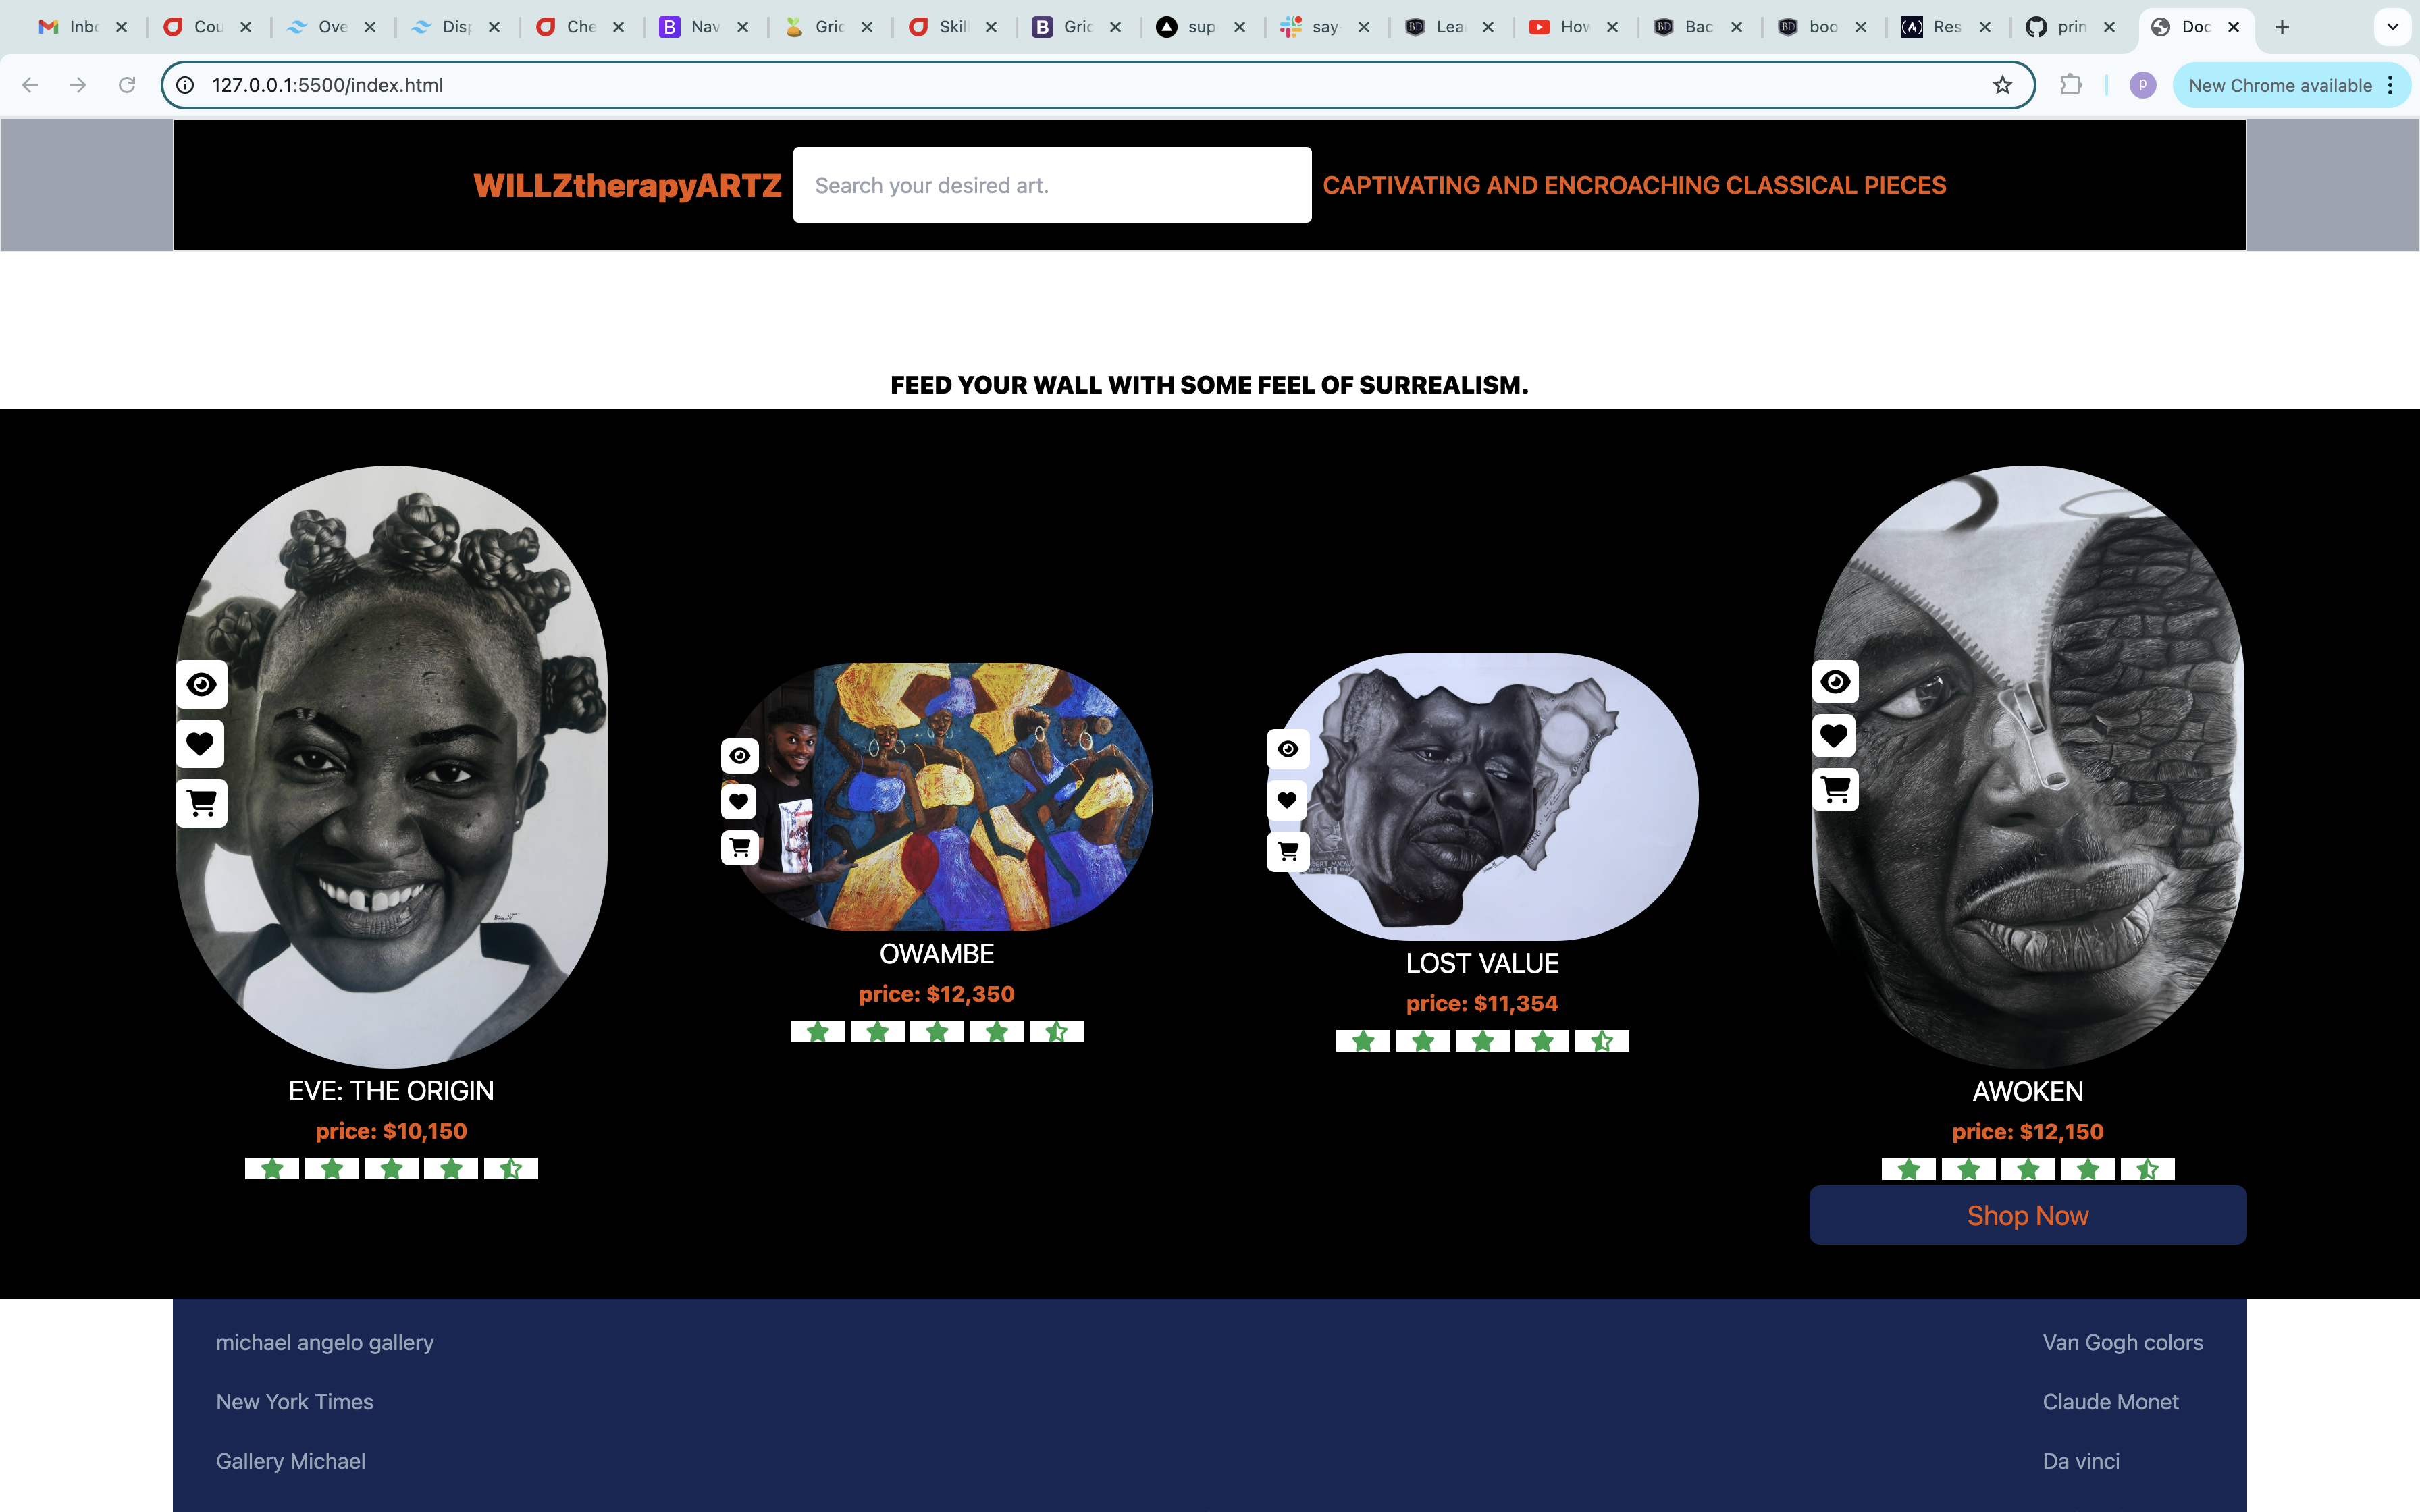 Inbc Cou Ove Disp Che Nav Gric Skil Gric sup say- Lea How Bac boo Res prin Doc
127.0.0.1:5500/index.html P New Chrome available
WILLZtherapyARTZ Search your desired art. CAPTIVATING AND ENCROACHING CLASSICAL PIECES
FEED YOUR WALL WITH SOME FEEL OF SURREALISM.
EVE: THE ORIGIN
price: $10,150
OWAMBE
price: $12,350
LOST VALUE
price: $11,354
AWOKEN
price: $12,150
Shop Now
michael angelo gallery
New York Times
Gallery Michael
Van Gogh colors
Claude Monet
Da vinci